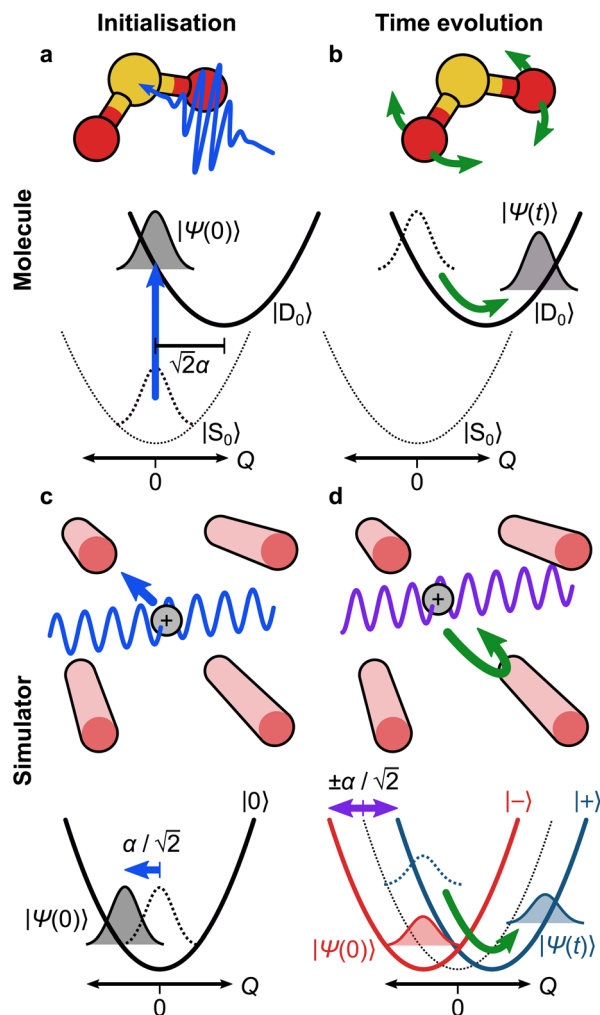 Initialisation
Time evolution
a
b
Molecule
|Ψ(0)⟩
|D₀⟩
√2α
|S₀⟩
Q
0
|Ψ(t)⟩
|D₀⟩
|S₀⟩
Q
0
c
d
+
+
Simulator
|0⟩
α / √2
|Ψ(0)⟩
Q
0
±α / √2
|−⟩
|+⟩
|Ψ(0)⟩
|Ψ(t)⟩
Q
0